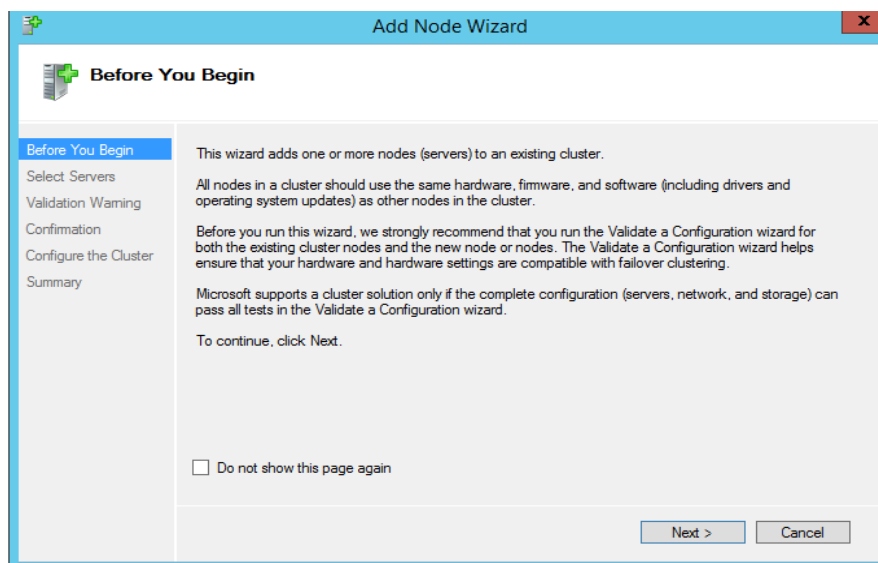 Add Node Wizard
x
Before You Begin
Before You Begin
Select Servers
Validation Warning
Confirmation
Configure the Cluster
Summary
This wizard adds one or more nodes (servers) to an existing cluster.
All nodes in a cluster should use the same hardware, firmware, and software (including drivers and
operating system updates) as other nodes in the cluster.
Before you run this wizard, we strongly recommend that you run the Validate a Configuration wizard for
both the existing cluster nodes and the new node or nodes. The Validate a Configuration wizard helps
ensure that your hardware and hardware settings are compatible with failover clustering.
Microsoft supports a cluster solution only if the complete configuration (servers, network, and storage) can
pass all tests in the Validate a Configuration wizard.
To continue, click Next.
Do not show this page again
Next >
Cancel